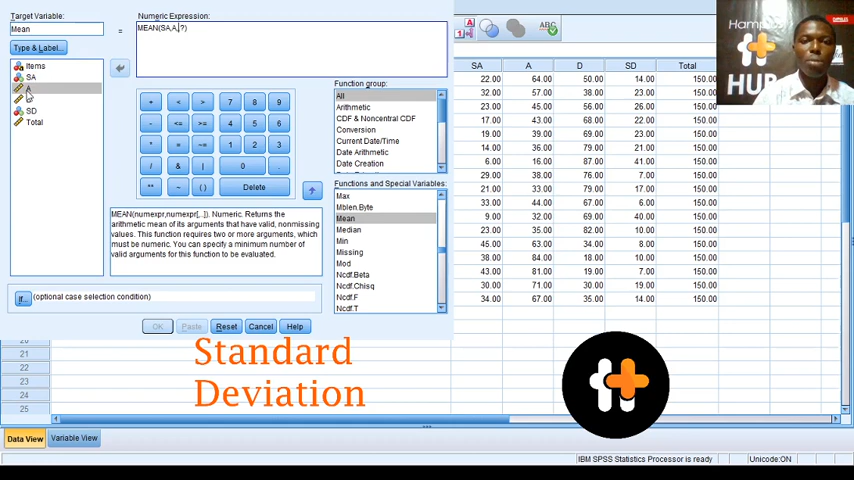 Target Variable:
Numeric Expression:
Mean
=
MEAN(SA,A,?)
Type & Label...
Items
SA
A
D
SD
Total
+ < > 7 8 9
- <= >= 4 5 6
* = ~= 1 2 3
/ & | 0 .
** ~ ( ) Delete
Function group:
All
Arithmetic
CDF & Noncentral CDF
Conversion
Current Date/Time
Date Arithmetic
Date Creation
Functions and Special Variables:
Max
Mblen.Byte
Mean
Median
Min
Missing
Mod
Ncdf.Beta
Ncdf.Chisq
Ncdf.F
Ncdf.T
MEAN(numexpr,numexpr[,..]). Numeric. Returns the
arithmetic mean of its arguments that have valid, nonmissing
values. This function requires two or more arguments, which
must be numeric. You can specify a minimum number of
valid arguments for this function to be evaluated.
If... (optional case selection condition)
OK Paste Reset Cancel Help
SA A D SD Total
22.00 64.00 50.00 14.00 150.00
32.00 57.00 38.00 23.00 150.00
23.00 45.00 56.00 26.00 150.00
17.00 43.00 68.00 22.00 150.00
19.00 39.00 79.00 13.00 150.00
14.00 36.00 79.00 21.00 150.00
6.00 16.00 87.00 41.00 150.00
29.00 38.00 76.00 7.00 150.00
21.00 33.00 79.00 17.00 150.00
33.00 44.00 67.00 6.00 150.00
9.00 32.00 69.00 40.00 150.00
23.00 35.00 82.00 10.00 150.00
45.00 63.00 34.00 8.00 150.00
38.00 84.00 18.00 10.00 150.00
43.00 81.00 19.00 7.00 150.00
30.00 71.00 30.00 19.00 150.00
34.00 67.00 35.00 14.00 150.00
21
22
23
24
25
Standard
Deviation
Data View Variable View
IBM SPSS Statistics Processor is ready Unicode:ON
HUB